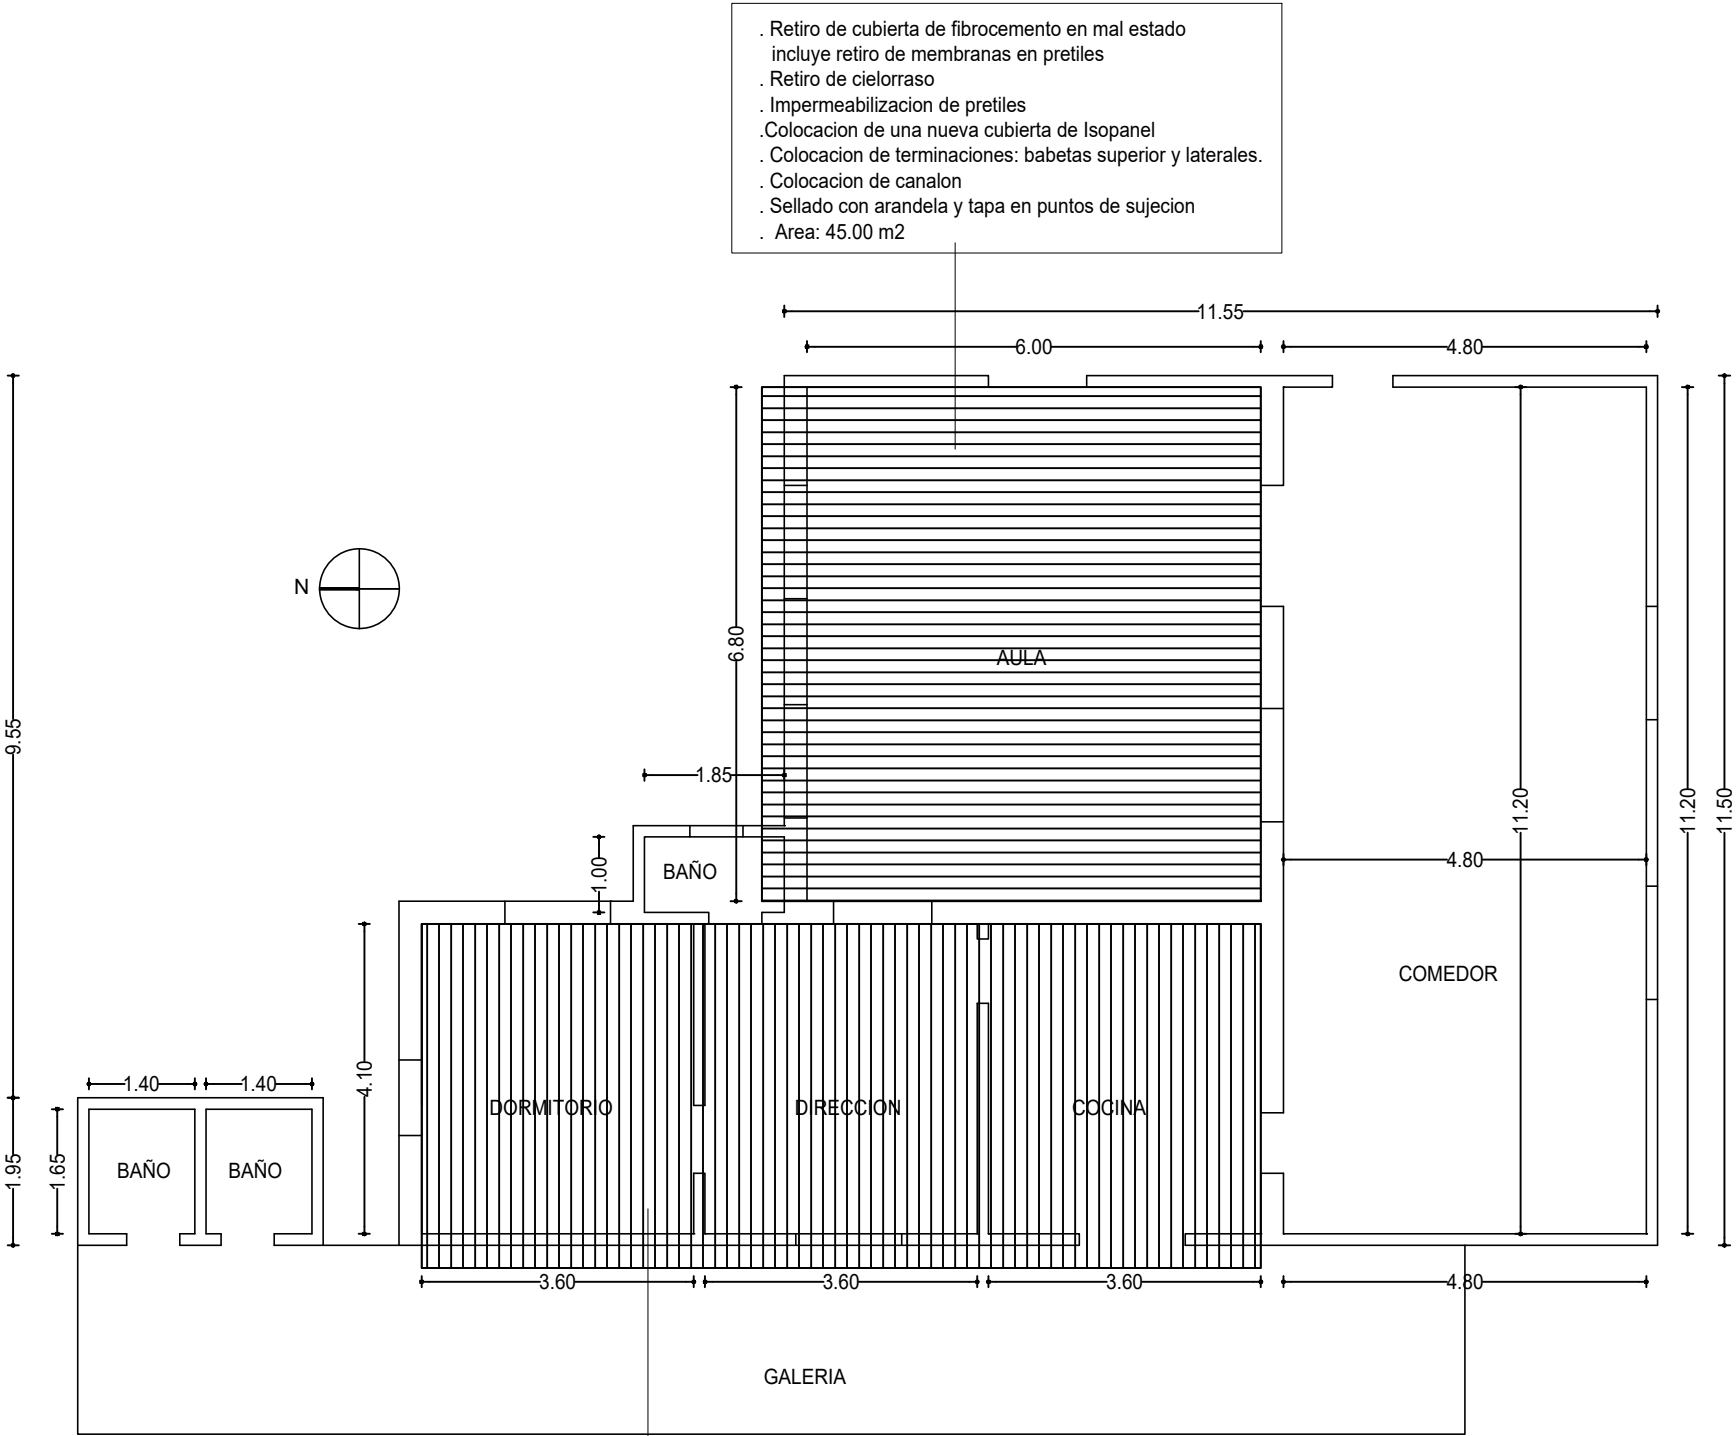 . Retiro de cubierta de fibrocemento en mal estado
incluye retiro de membranas en pretiles
. Retiro de cielorraso
. Impermeabilizacion de pretiles
.Colocacion de una nueva cubierta de Isopanel
. Colocacion de terminaciones: babetas superior y laterales.
. Colocacion de canalon
. Sellado con arandela y tapa en puntos de sujecion
. Area: 45.00 m2
11.55
6.00
4.80
N
6.80
AULA
9.55
1.85
11.20
11.20
11.50
1.00
BAÑO
4.80
COMEDOR
4.10
1.40
1.40
DORMITORIO
DIRECCION
COCINA
1.95
1.65
BAÑO
BAÑO
3.60
3.60
3.60
4.80
GALERIA